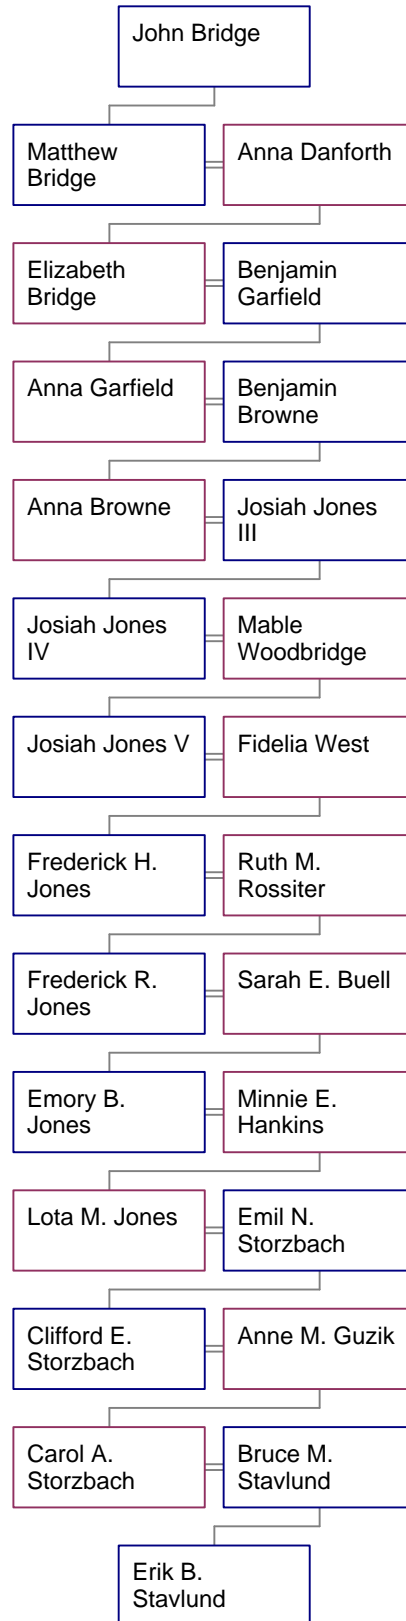 John Bridge
Matthew
Bridge
Anna Danforth
Elizabeth
Bridge
Benjamin
Garfield
Anna Garfield
Benjamin
Browne
Anna Browne
Josiah Jones
III
Josiah Jones
IV
Mable
Woodbridge
Josiah Jones V
Fidelia West
Frederick H.
Jones
Ruth M.
Rossiter
Frederick R.
Jones
Sarah E. Buell
Emory B.
Jones
Minnie E.
Hankins
Lota M. Jones
Emil N.
Storzbach
Clifford E.
Storzbach
Anne M. Guzik
Carol A.
Storzbach
Bruce M.
Stavlund
Erik B.
Stavlund